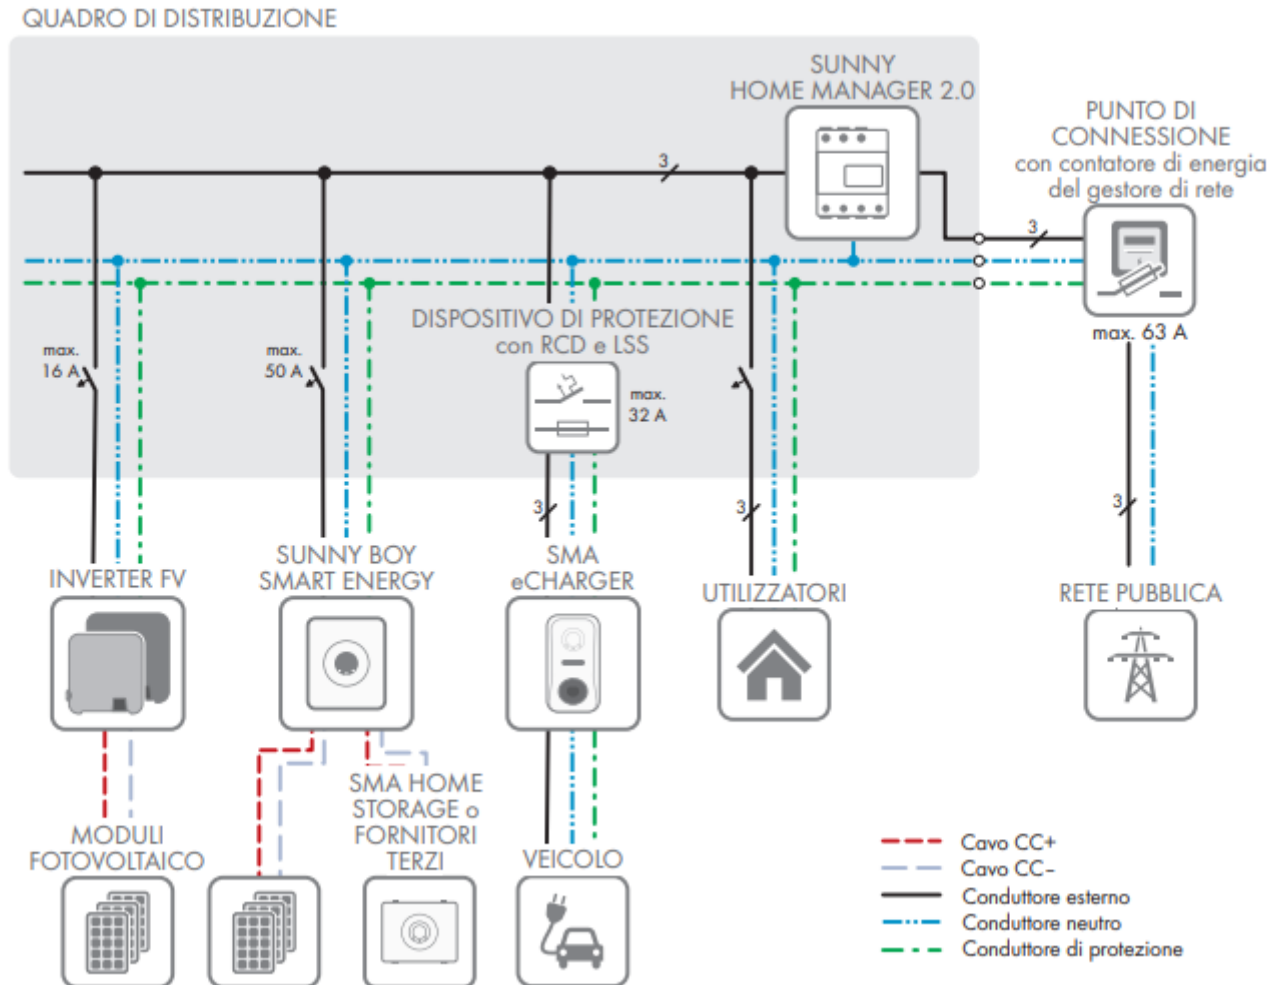 QUADRO DI DISTRIBUZIONE
SUNNY
HOME MANAGER 2.0
PUNTO DI
CONNESSIONE
con contatore di energia
del gestore di rete
3
3
DISPOSITIVO DI PROTEZIONE
con RCD e LSS
max.
16 A
max.
50 A
max.
32 A
max. 63 A
3
3
3
INVERTER FV
SUNNY BOY
SMART ENERGY
SMA
eCHARGER
UTILIZZATORI
RETE PUBBLICA
SMA HOME
STORAGE o
FORNITORI
TERZI
MODULI
FOTOVOLTAICO
VEICOLO
Cavo CC+
Cavo CC–
Conduttore esterno
Conduttore neutro
Conduttore di protezione